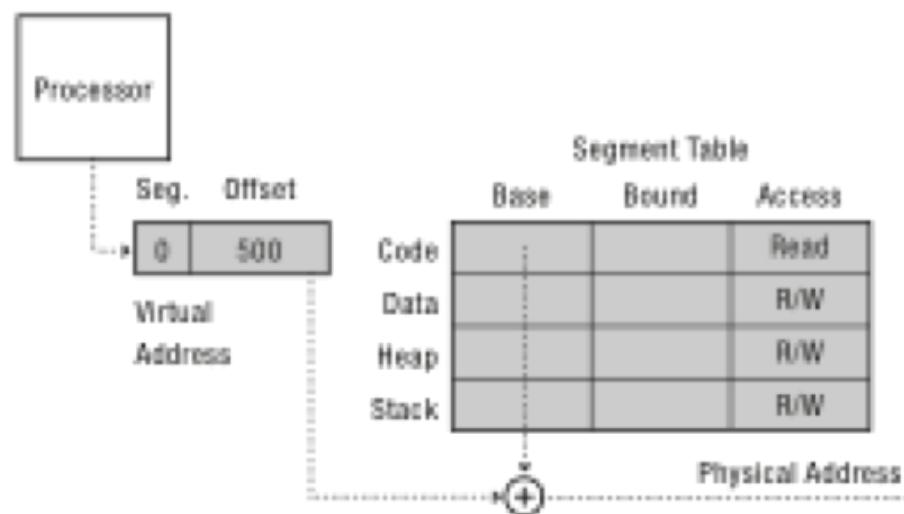 Processor
Segment Table
Seg. Offset
Base Bound Access
0 500
Code Read
Data R/W
Heap R/W
Stack R/W
Virtual
Address
Physical Address